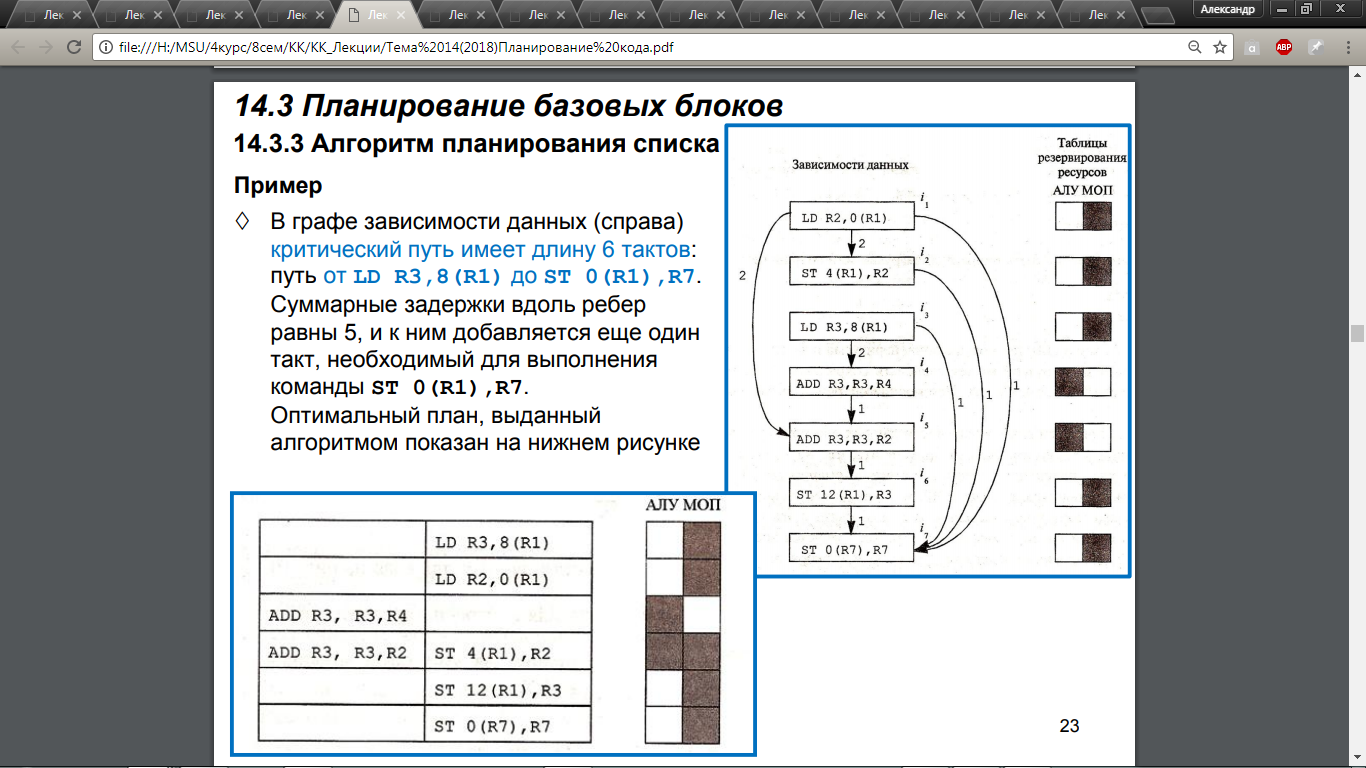 Лек Лек Лек Лек Лек Лек Лек Лек Лек Лек Лек Лек Лек Александр
file:///H:/MSU/4курс/8сем/КК/КК_Лекции/Тема%2014(2018)Планирование%20кода.pdf
a ABP
14.3 Планирование базовых блоков
14.3.3 Алгоритм планирования списка
Пример
◊ В графе зависимости данных (справа)
критический путь имеет длину 6 тактов:
путь от LD R3,8(R1) до ST 0(R1),R7.
Суммарные задержки вдоль ребер
равны 5, и к ним добавляется еще один
такт, необходимый для выполнения
команды ST 0(R1),R7.
Оптимальный план, выданный
алгоритмом показан на нижнем рисунке
Зависимости данных
Таблицы
резервирования
ресурсов
АЛУ МОП
i1
LD R2,0(R1)
2
i2
ST 4(R1),R2
2
i3
LD R3,8(R1)
2
i4
ADD R3,R3,R4
1 1 1 1
i5
ADD R3,R3,R2
1
i6
ST 12(R1),R3
1
i7
ST 0(R7),R7
АЛУ МОП
LD R3,8(R1)
LD R2,0(R1)
ADD R3, R3,R4
ADD R3, R3,R2 ST 4(R1),R2
ST 12(R1),R3
ST 0(R7),R7
23